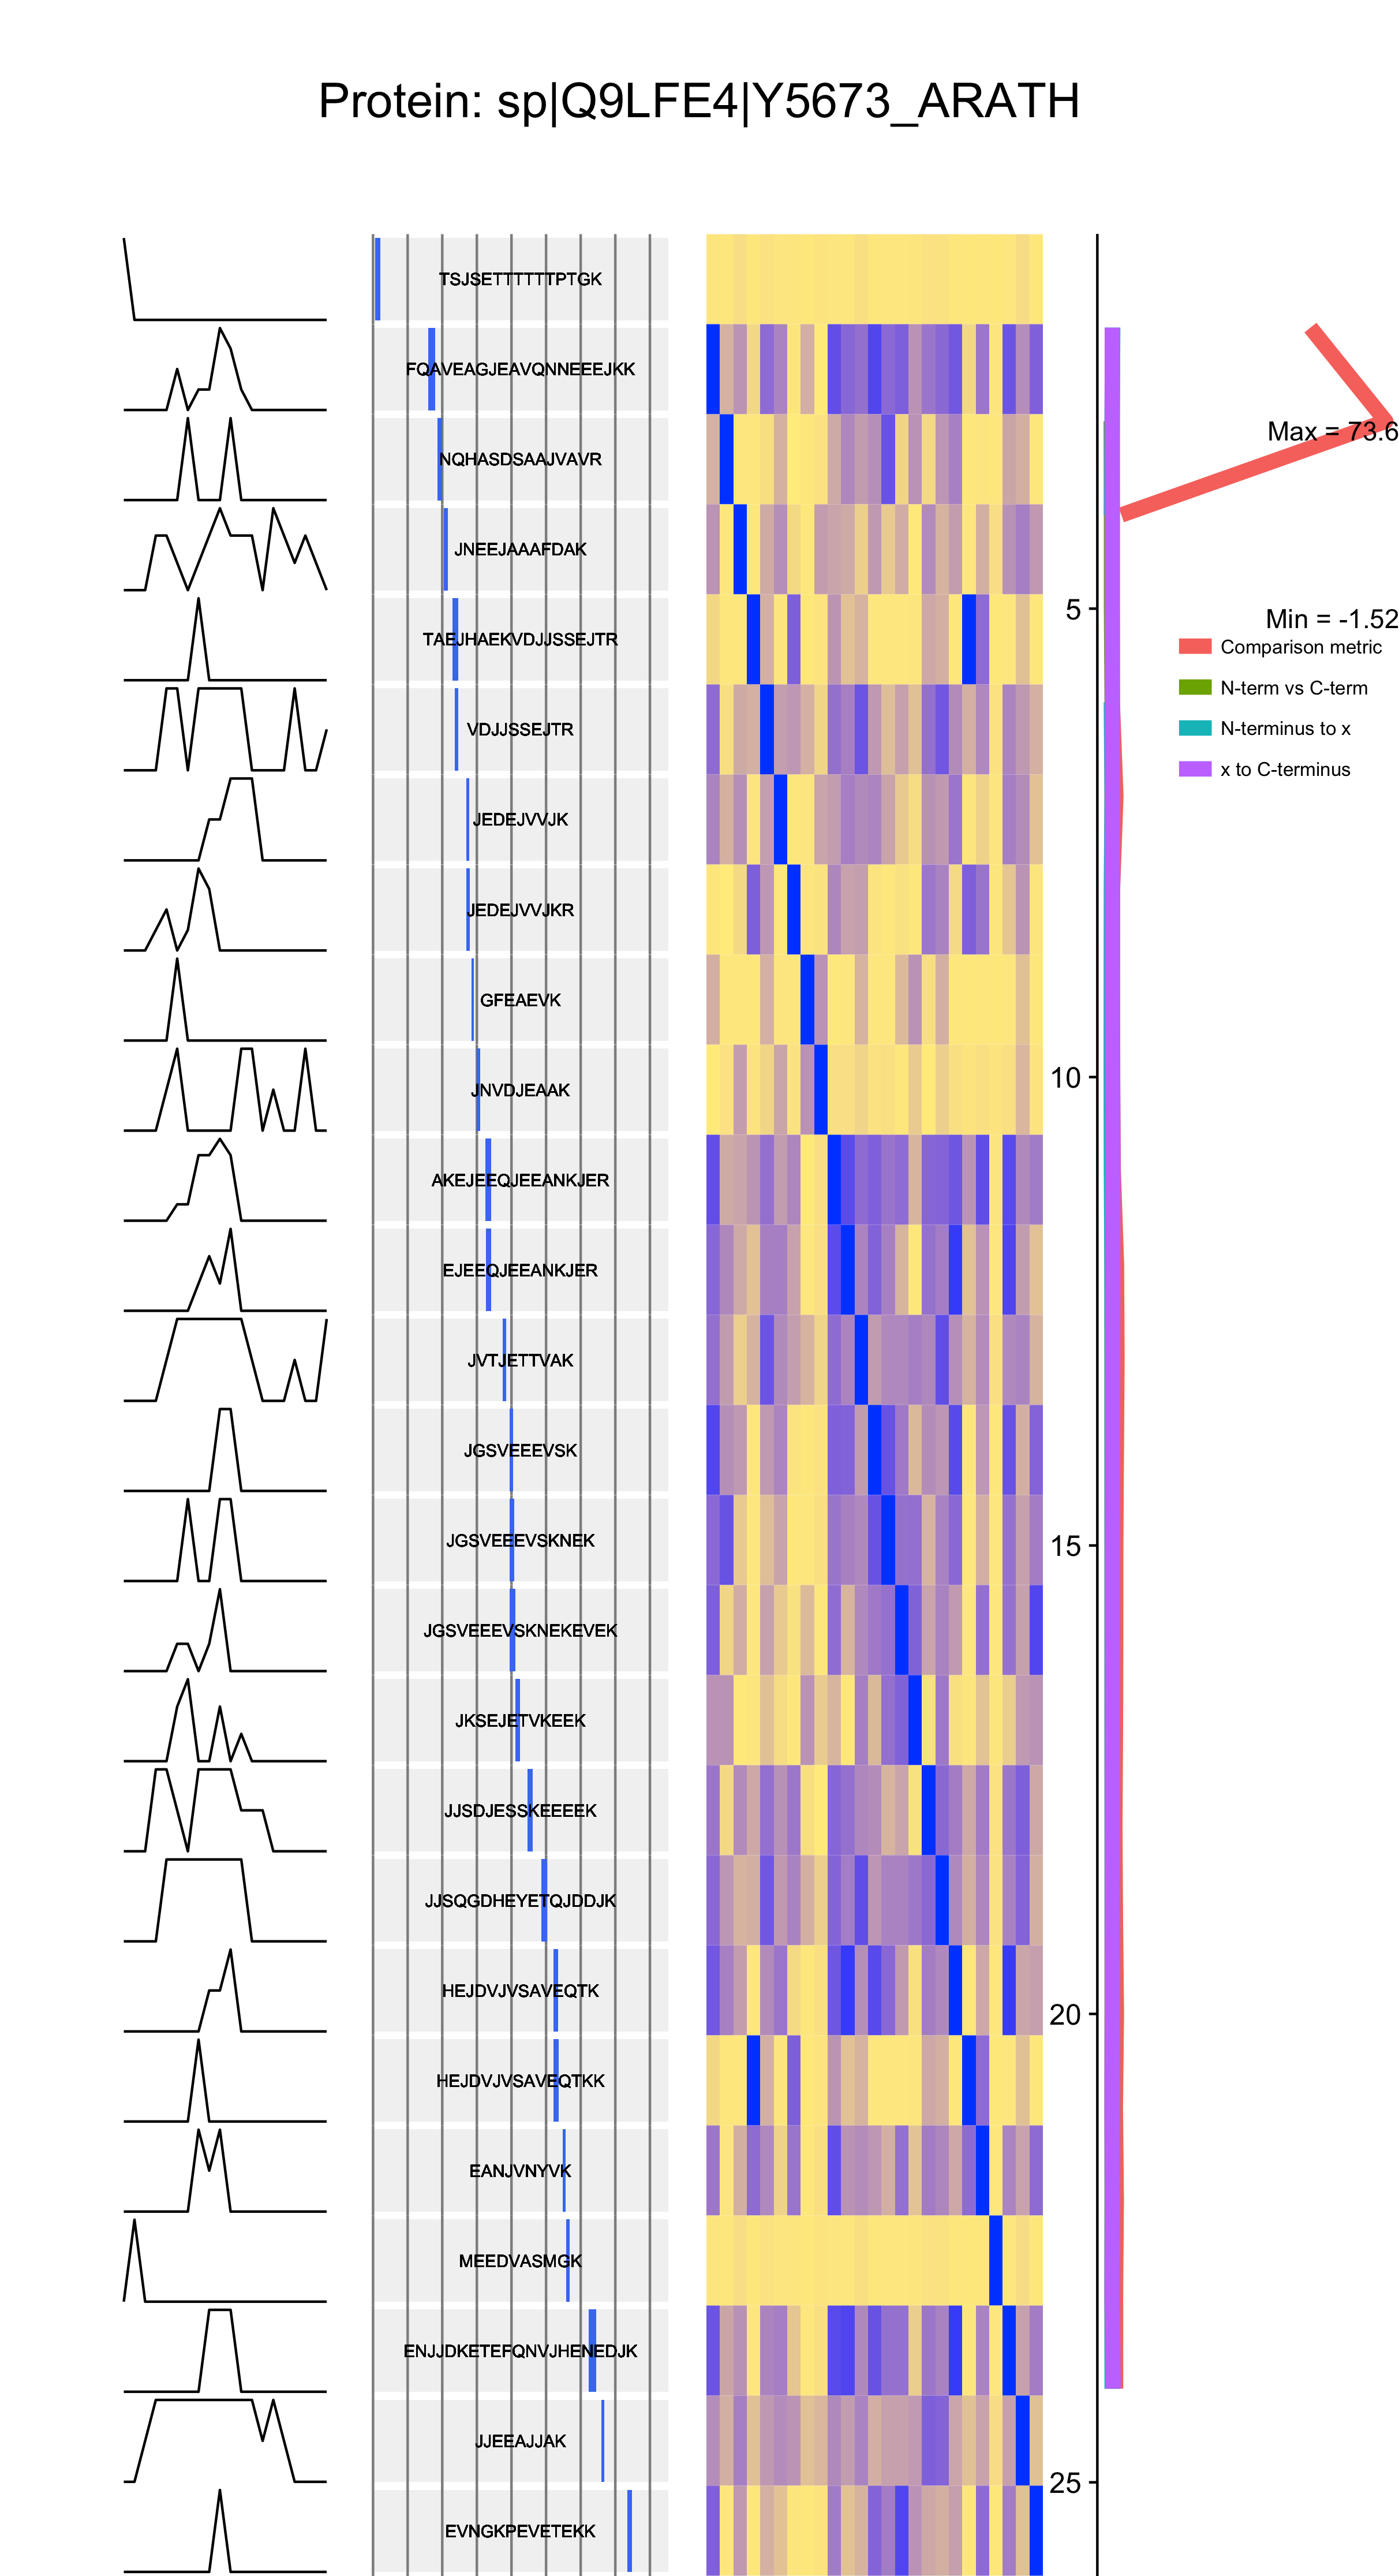 Protein: sp|Q9LFE4|Y5673_ARATH
TSJSETTTTTTPTGK
FQAVEAGJEAVQNNEEEJKK
NQHASDSAAJVAVR
Max = 73.6
JNEEJAAAFDAK
5
Min = -1.52
TAEJHAEKVDJJSSEJTR
Comparison metric
N-term vs C-term
N-terminus to x
x to C-terminus
VDJJSSEJTR
JEDEJVVJK
JEDEJVVJKR
GFEAEVK
10
JNVDJEAAK
AKEJEEQJEEANKJER
EJEEQJEEANKJER
JVTJETTVAK
JGSVEEEVSK
15
JGSVEEEVSKNEK
JGSVEEEVSKNEKEVEK
JKSEJETVKEEK
JJSDJESSKEEEEK
JJSQGDHEYETQJDDJK
HEJDVJVSAVEQTK
20
HEJDVJVSAVEQTKK
EANJVNYVK
MEEDVASMGK
ENJJDKETEFQNVJHENEDJK
JJEEAJJAK
25
EVNGKPEVETEKK